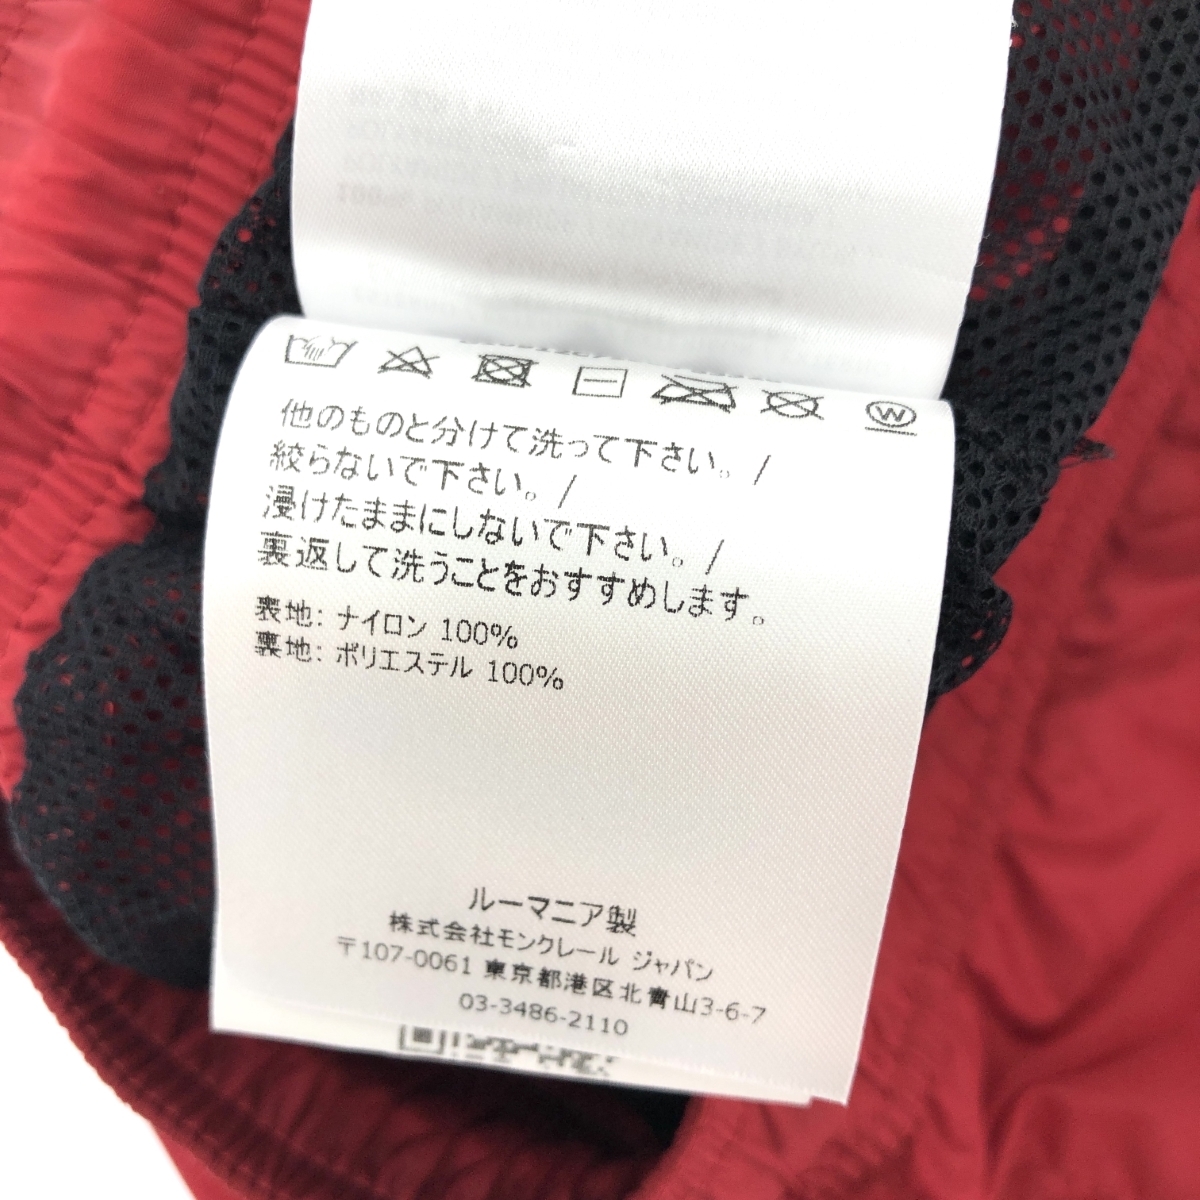 他のものと分けて洗って下さい。/
絞らないで下さい。/
浸けたままにしないで下さい。/
裏返して洗うことをおすすめします。
表地: ナイロン 100%
裏地: ポリエステル 100%
ルーマニア製
株式会社モンクレール ジャパン
〒107-0061 東京都港区北青山3-6-7
03-3486-2110